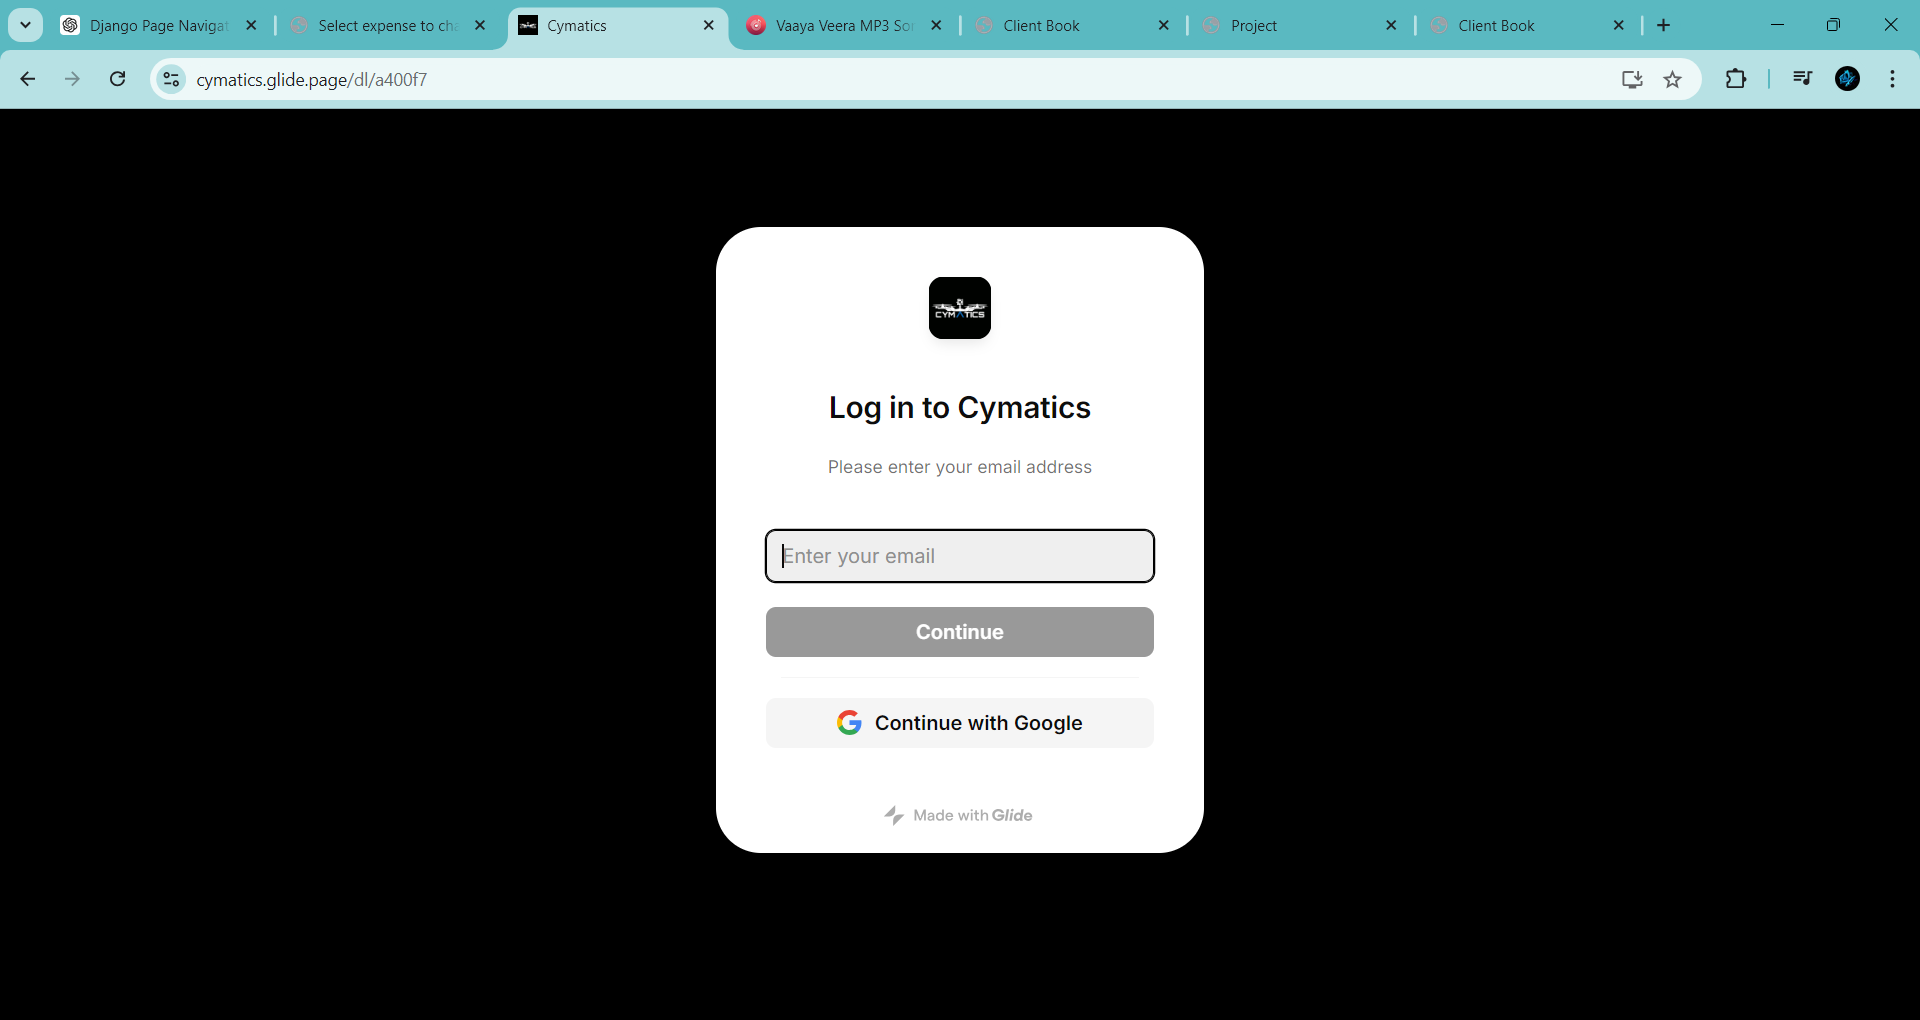 Django Page Navigat
Select expense to cha
Cymatics
Vaaya Veera MP3 Son
Client Book
Project
Client Book
cymatics.glide.page/dl/a400f7
CYMATICS
Log in to Cymatics
Please enter your email address
Enter your email
Continue
Continue with Google
Made with Glide